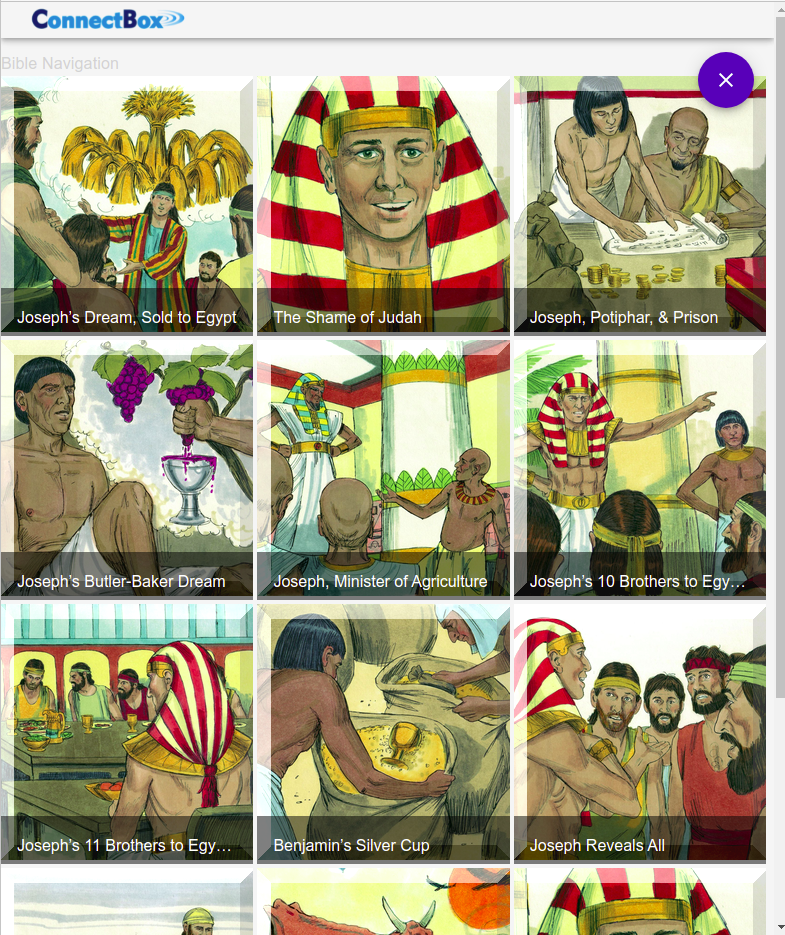 ConnectBox
Bible Navigation
Joseph’s Dream, Sold to Egypt
The Shame of Judah
Joseph, Potiphar, & Prison
Joseph’s Butler-Baker Dream
Joseph, Minister of Agriculture
Joseph’s 10 Brothers to Egy…
Joseph’s 11 Brothers to Egy…
Benjamin’s Silver Cup
Joseph Reveals All